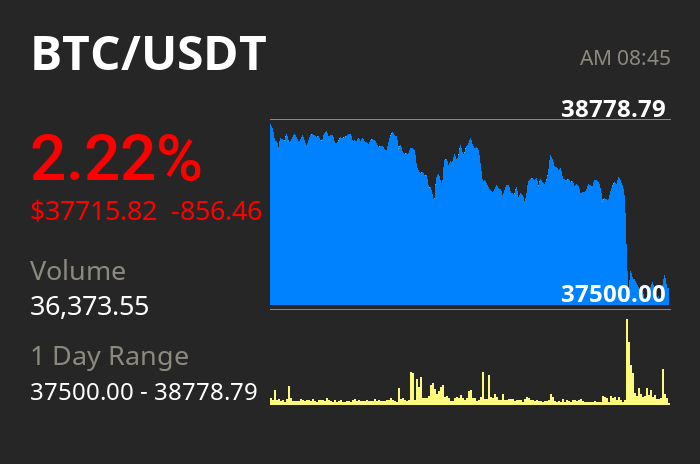 BTC/USDT
AM 08:45
38778.79
2.22%
$37715.82 -856.46
Volume
37500.00
36,373.55
1 Day Range
37500.00 - 38778.79